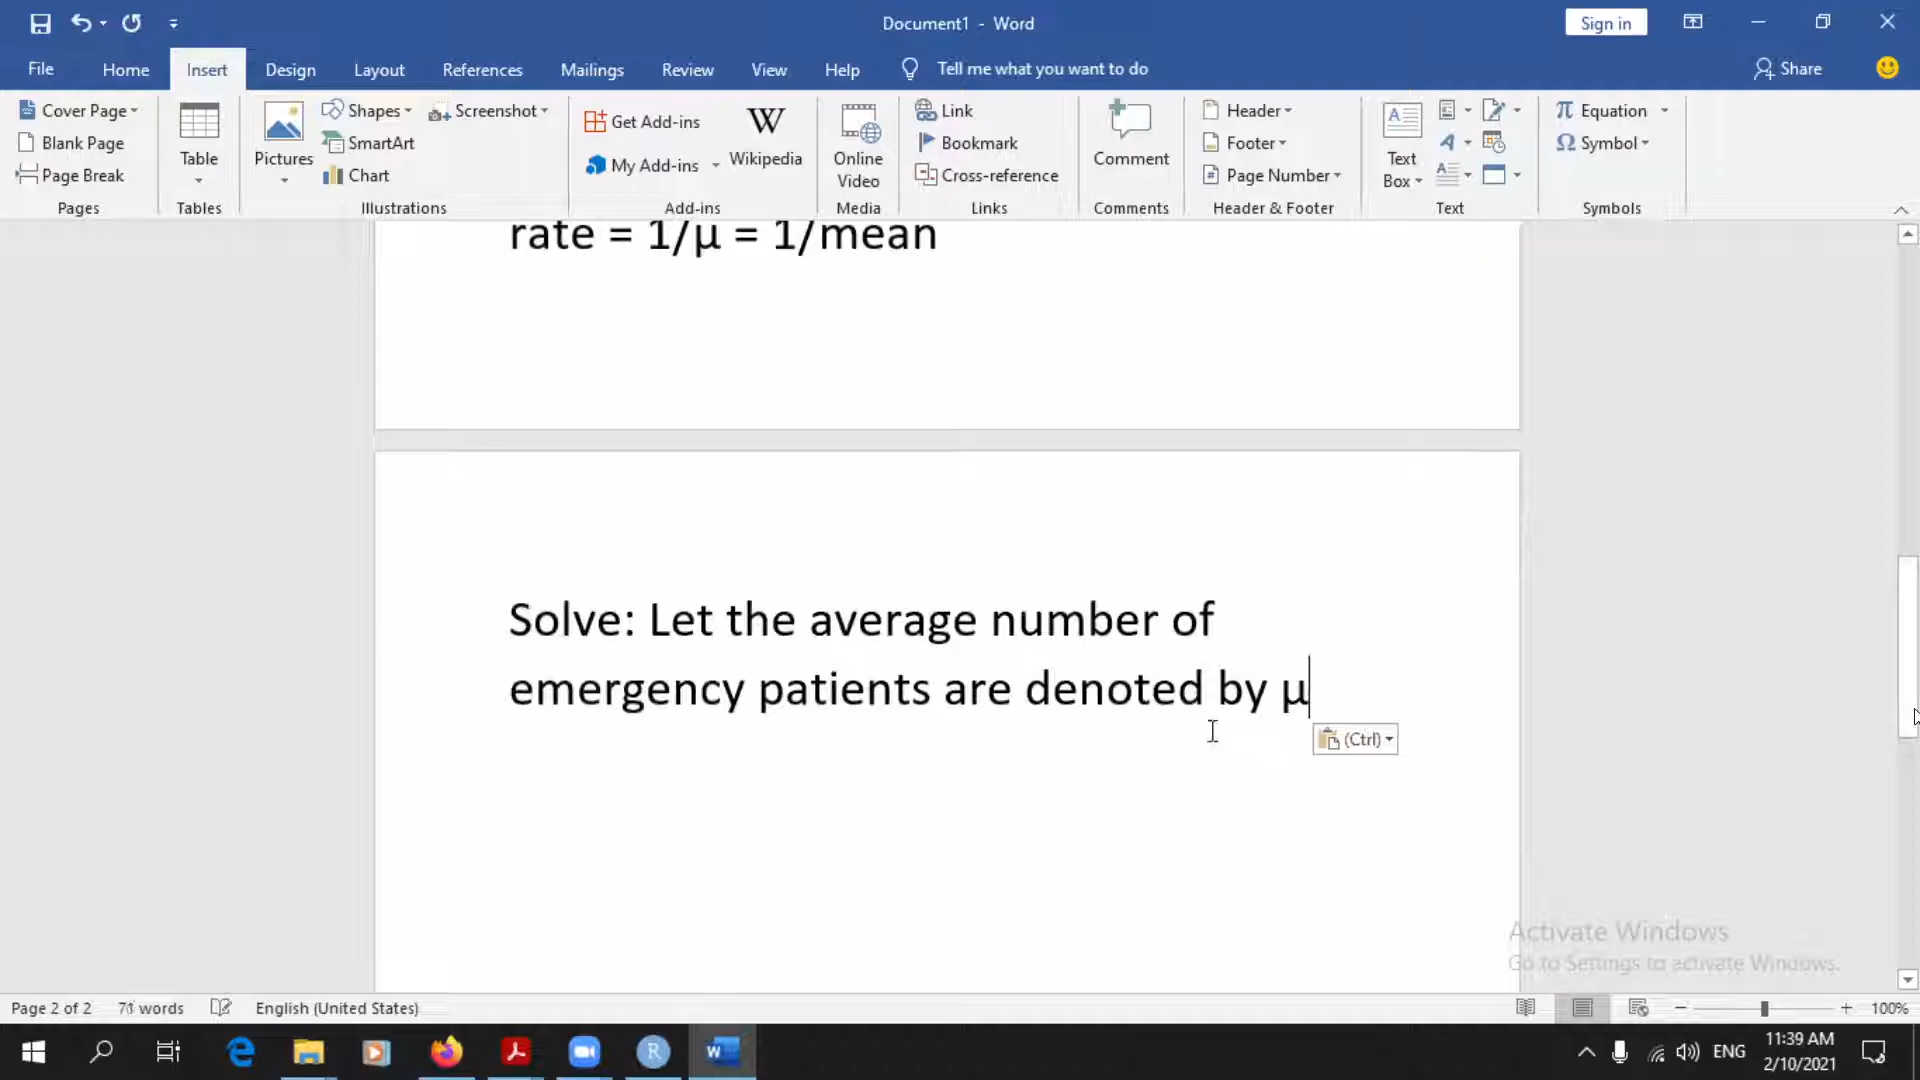 Document1 - Word
Sign in
File Home Insert Design Layout References Mailings Review View Help Tell me what you want to do Share
Cover Page
Blank Page
Page Break
Pages
Table
Tables
Pictures
Shapes
SmartArt
Chart
Screenshot
Illustrations
Get Add-ins
My Add-ins
W
Wikipedia
Add-ins
Online
Video
Media
Link
Bookmark
Cross-reference
Links
Comment
Comments
Header
Footer
Page Number
Header & Footer
Text
Box
Text
π Equation
Ω Symbol
Symbols
rate = 1/μ = 1/mean
Solve: Let the average number of
emergency patients are denoted by μ
(Ctrl)
Activate Windows
Go to Settings to activate Windows.
Page 2 of 2 71 words English (United States) 100%
ENG
11:39 AM
2/10/2021